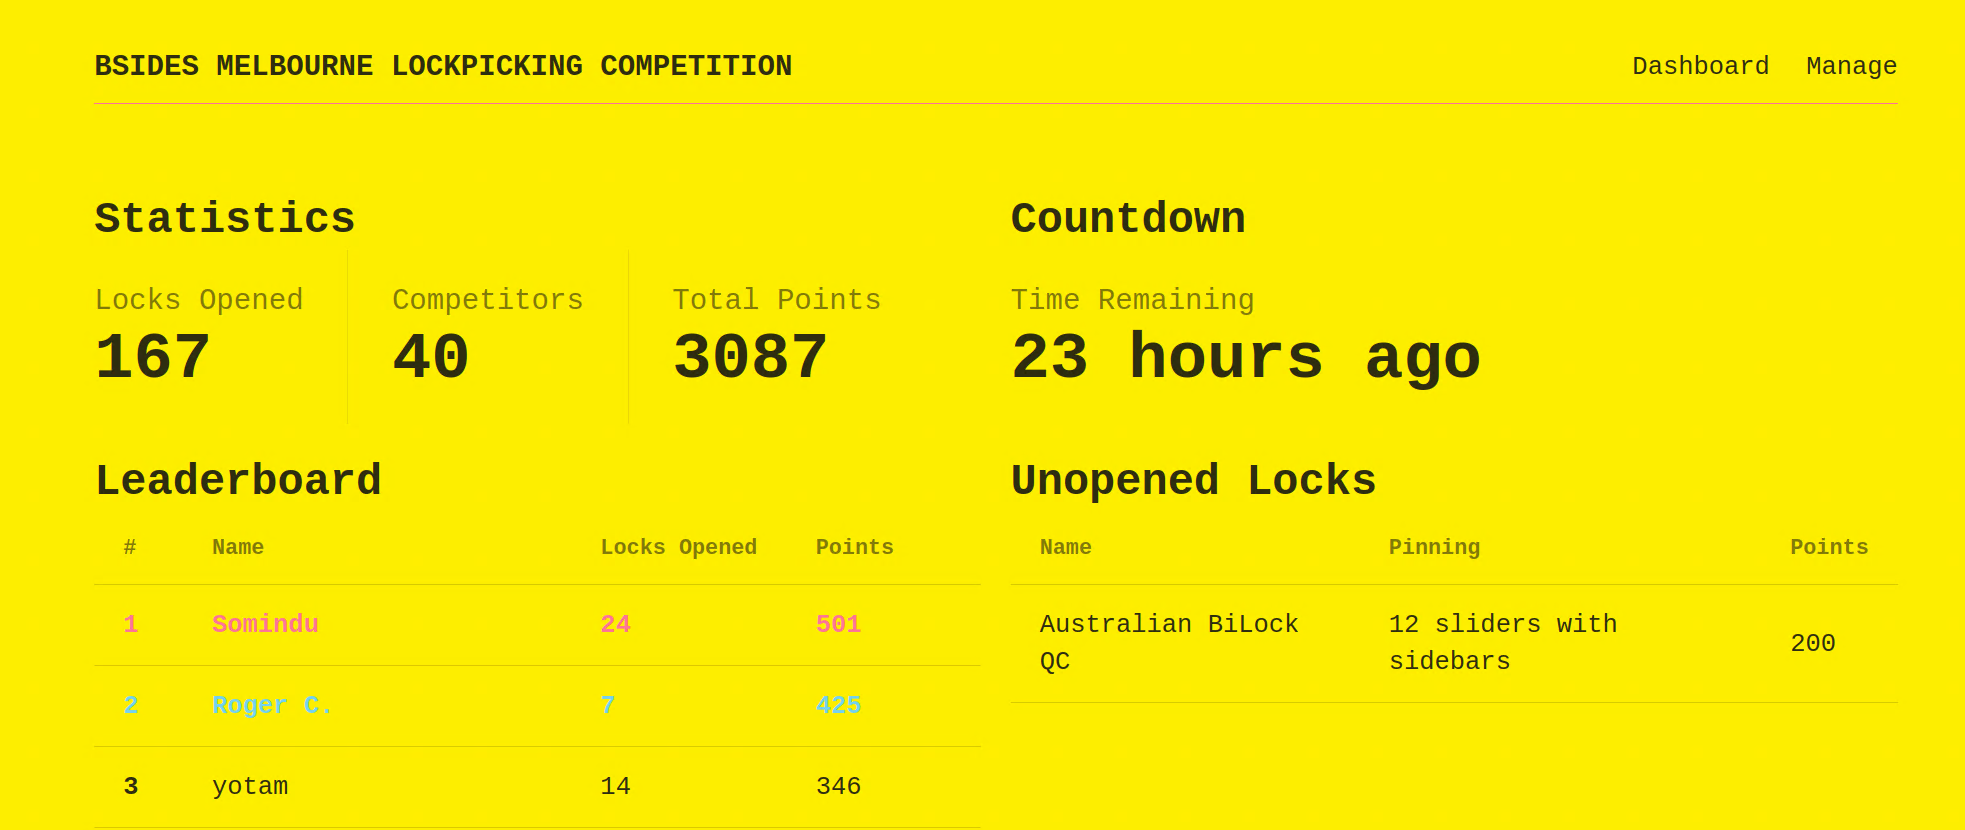 BSIDES MELBOURNE LOCKPICKING COMPETITION
Dashboard Manage
Statistics
Locks Opened Competitors Total Points
167 40 3087
Countdown
Time Remaining
23 hours ago
Leaderboard
# Name Locks Opened Points
1 Somindu 24 501
2 Roger C. 7 425
3 yotam 14 346
Unopened Locks
Name Pinning Points
Australian BiLock 12 sliders with
QC sidebars 200